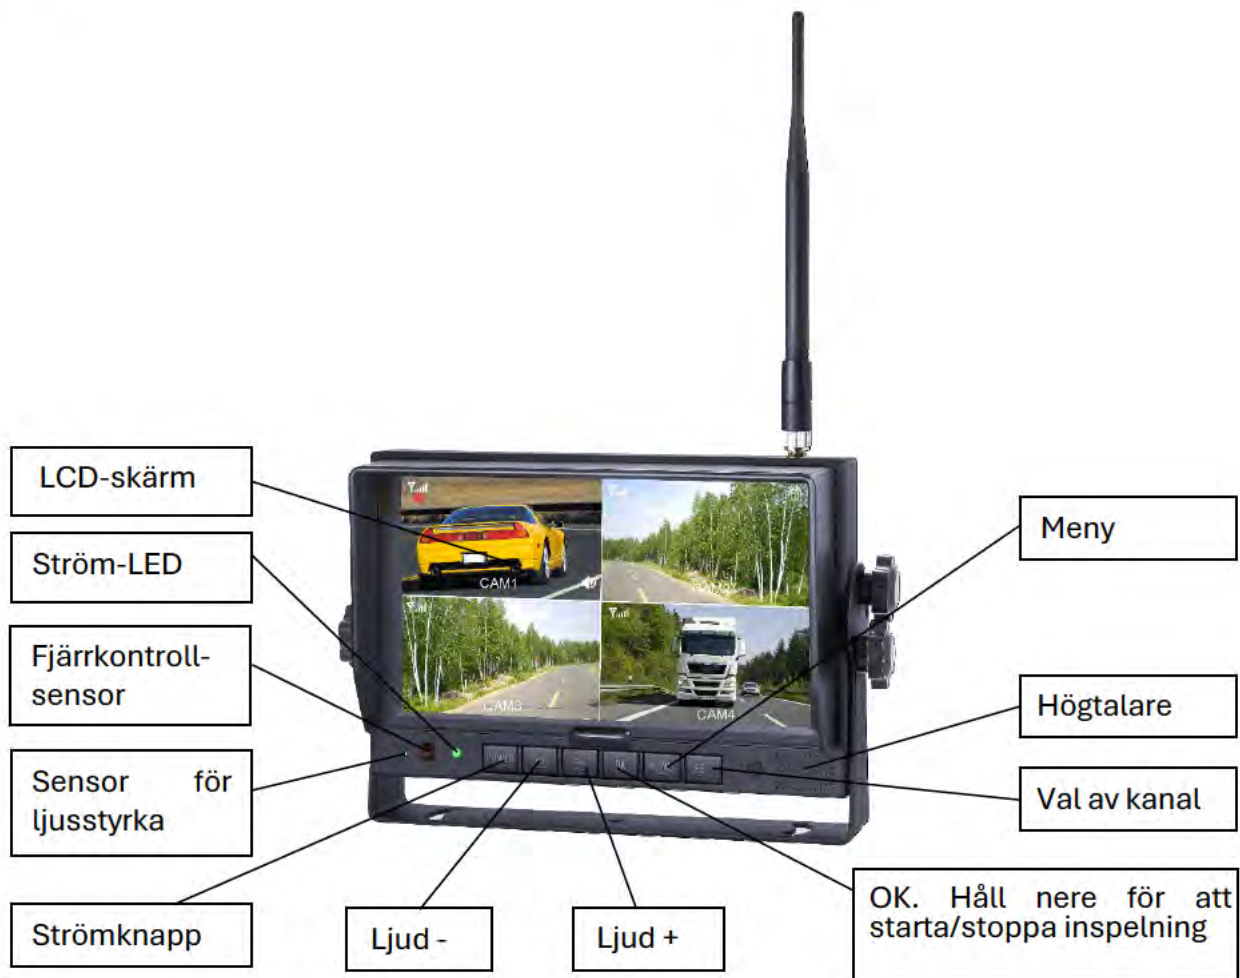 LCD-skärm
Ström-LED
Fjärrkontroll-
sensor
Sensor för
ljusstyrka
Strömknapp
Ljud -
Ljud +
OK. Håll nere för att
starta/stoppa inspelning
Val av kanal
Högtalare
Meny
CAM1
CAM3
CAM4